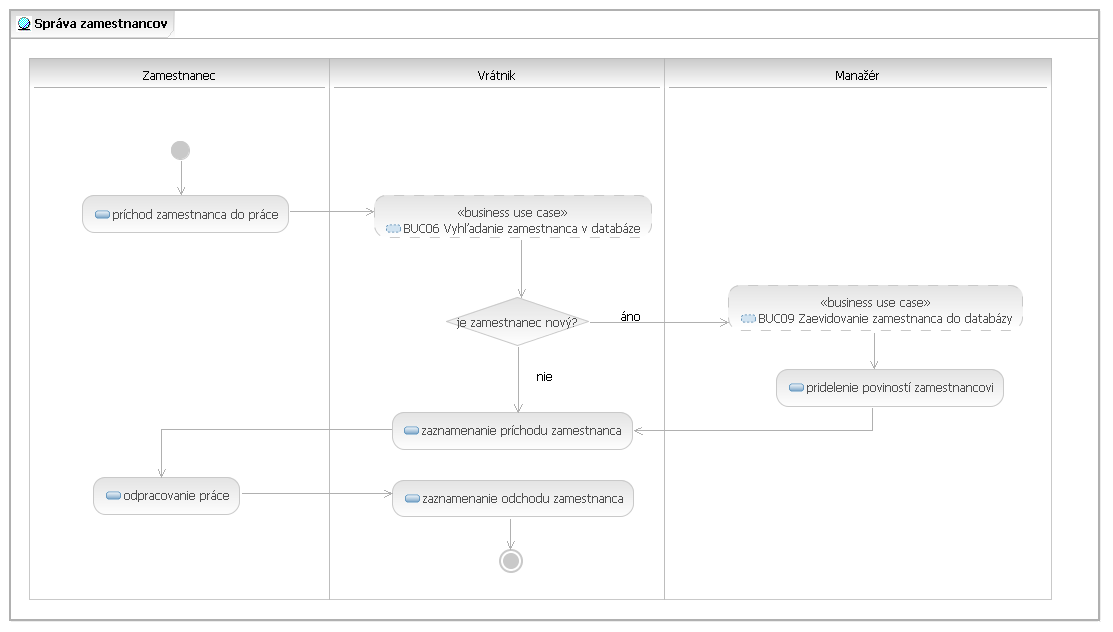 Správa zamestnancov
Zamestnanec
Vrátnik
Manažér
príchod zamestnanca do práce
«business use case»
BUC06 Vyhľadanie zamestnanca v databáze
je zamestnanec nový?
áno
«business use case»
BUC09 Zaevidovanie zamestnanca do databázy
nie
pridelenie poviností zamestnancovi
zaznamenanie príchodu zamestnanca
odpracovanie práce
zaznamenanie odchodu zamestnanca